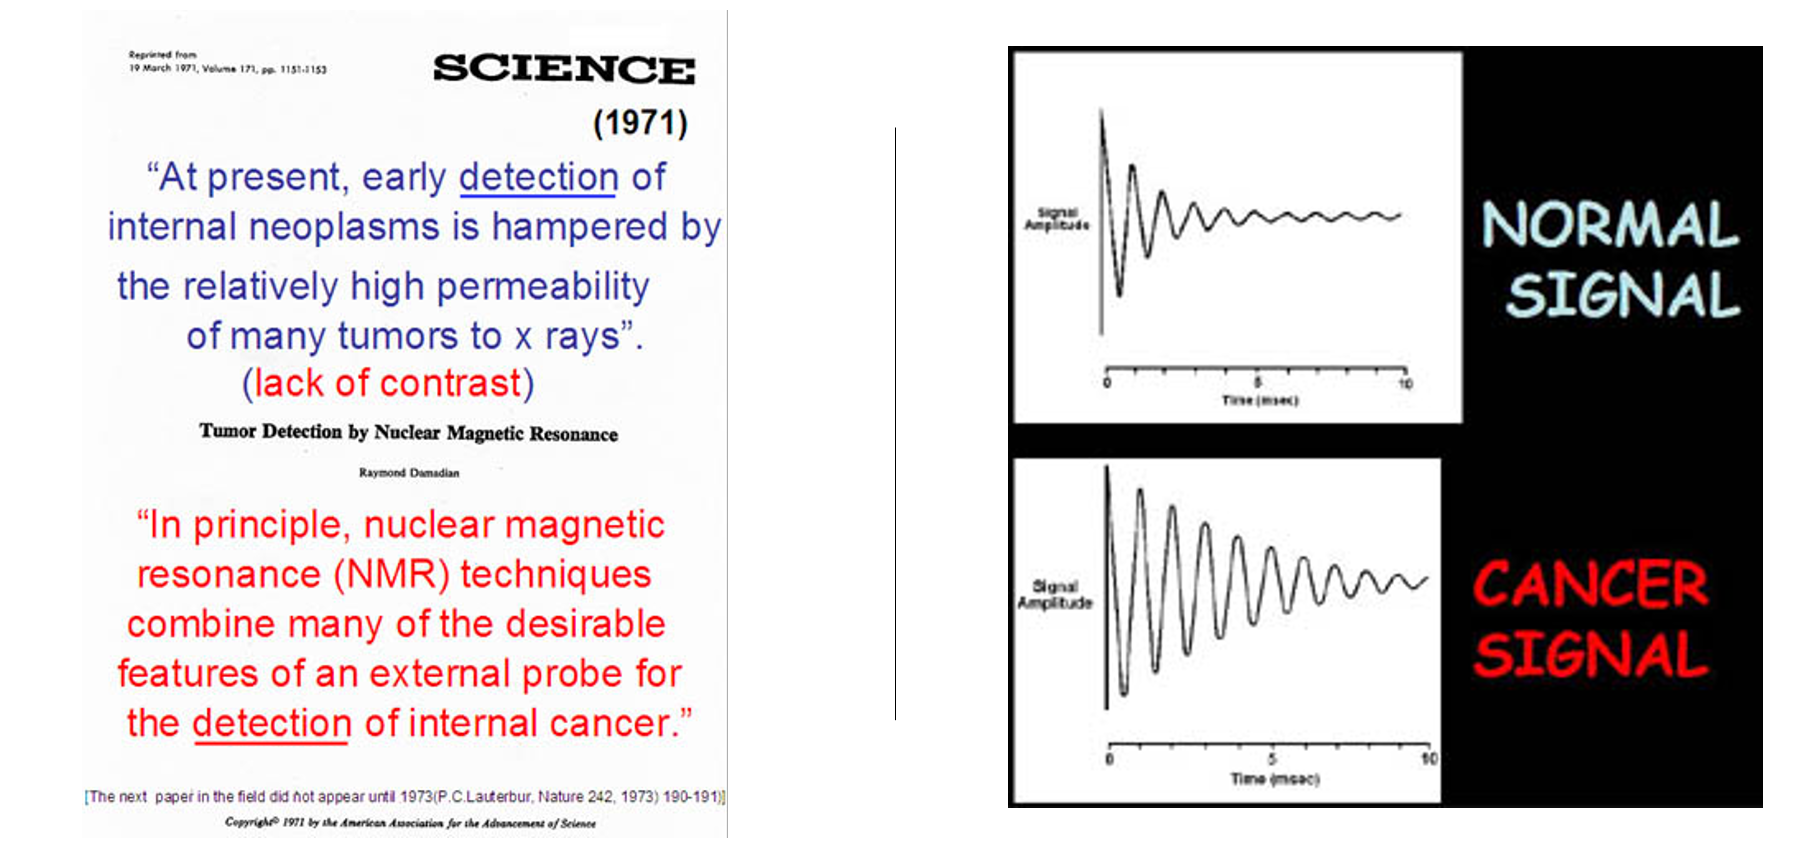 Reprinted from
19 March 1971, Volume 171, pp. 1151-1153
SCIENCE
(1971)
“At present, early detection of
internal neoplasms is hampered by
the relatively high permeability
of many tumors to x rays”.
(lack of contrast)
Tumor Detection by Nuclear Magnetic Resonance
Raymond Damadian
“In principle, nuclear magnetic
resonance (NMR) techniques
combine many of the desirable
features of an external probe for
the detection of internal cancer.”
[The next paper in the field did not appear until 1973(P.C.Lauterbur, Nature 242, 1973) 190-191)]
Copyright© 1971 by the American Association for the Advancement of Science
Signal
Amplitude
0 5 10
Time (msec)
NORMAL
SIGNAL
Signal
Amplitude
0 5 10
Time (msec)
CANCER
SIGNAL